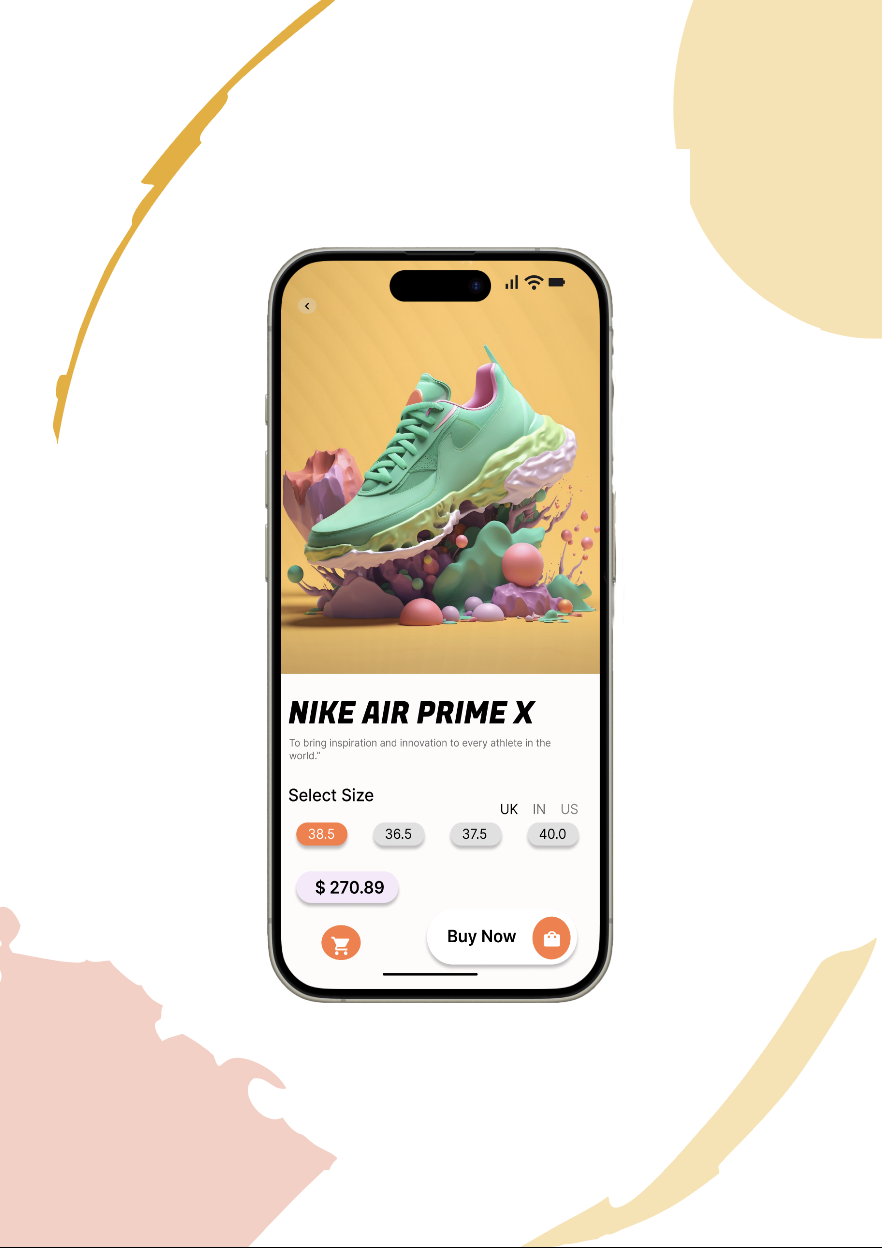 NIKE AIR PRIME X
To bring inspiration and innovation to every athlete in the
world.”
Select Size
UK IN US
38.5 36.5 37.5 40.0
$ 270.89
Buy Now